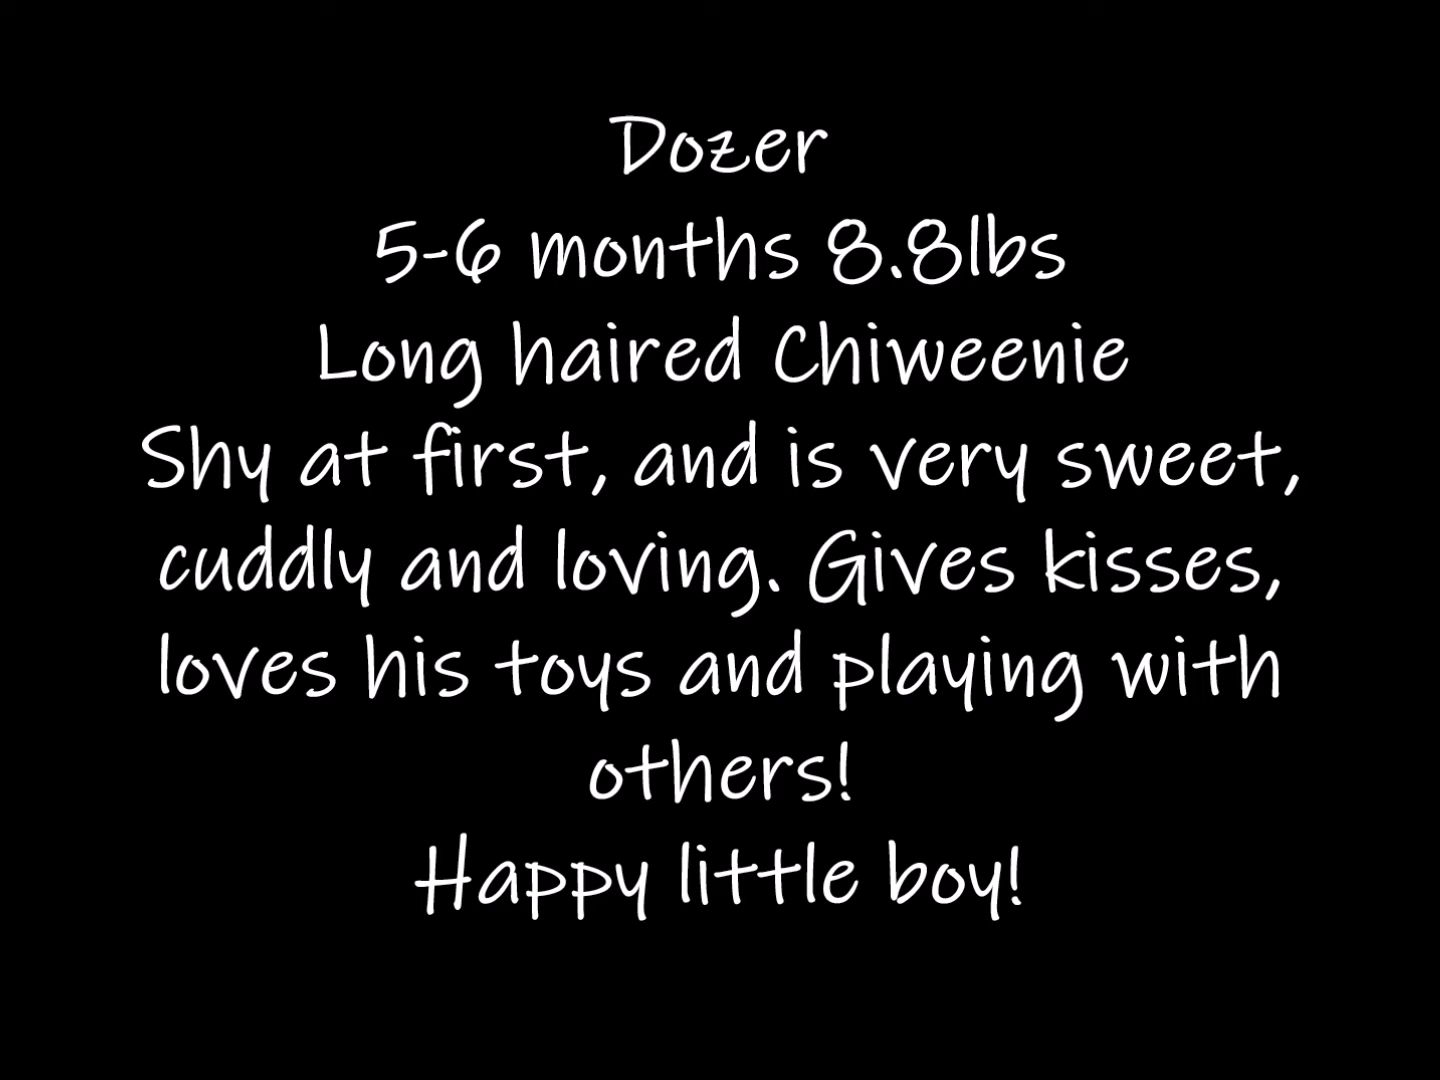 Dozer
5-6 months 8.8lbs
Long haired Chiweenie
Shy at first, and is very sweet,
cuddly and loving. Gives kisses,
loves his toys and playing with
others!
Happy little boy!